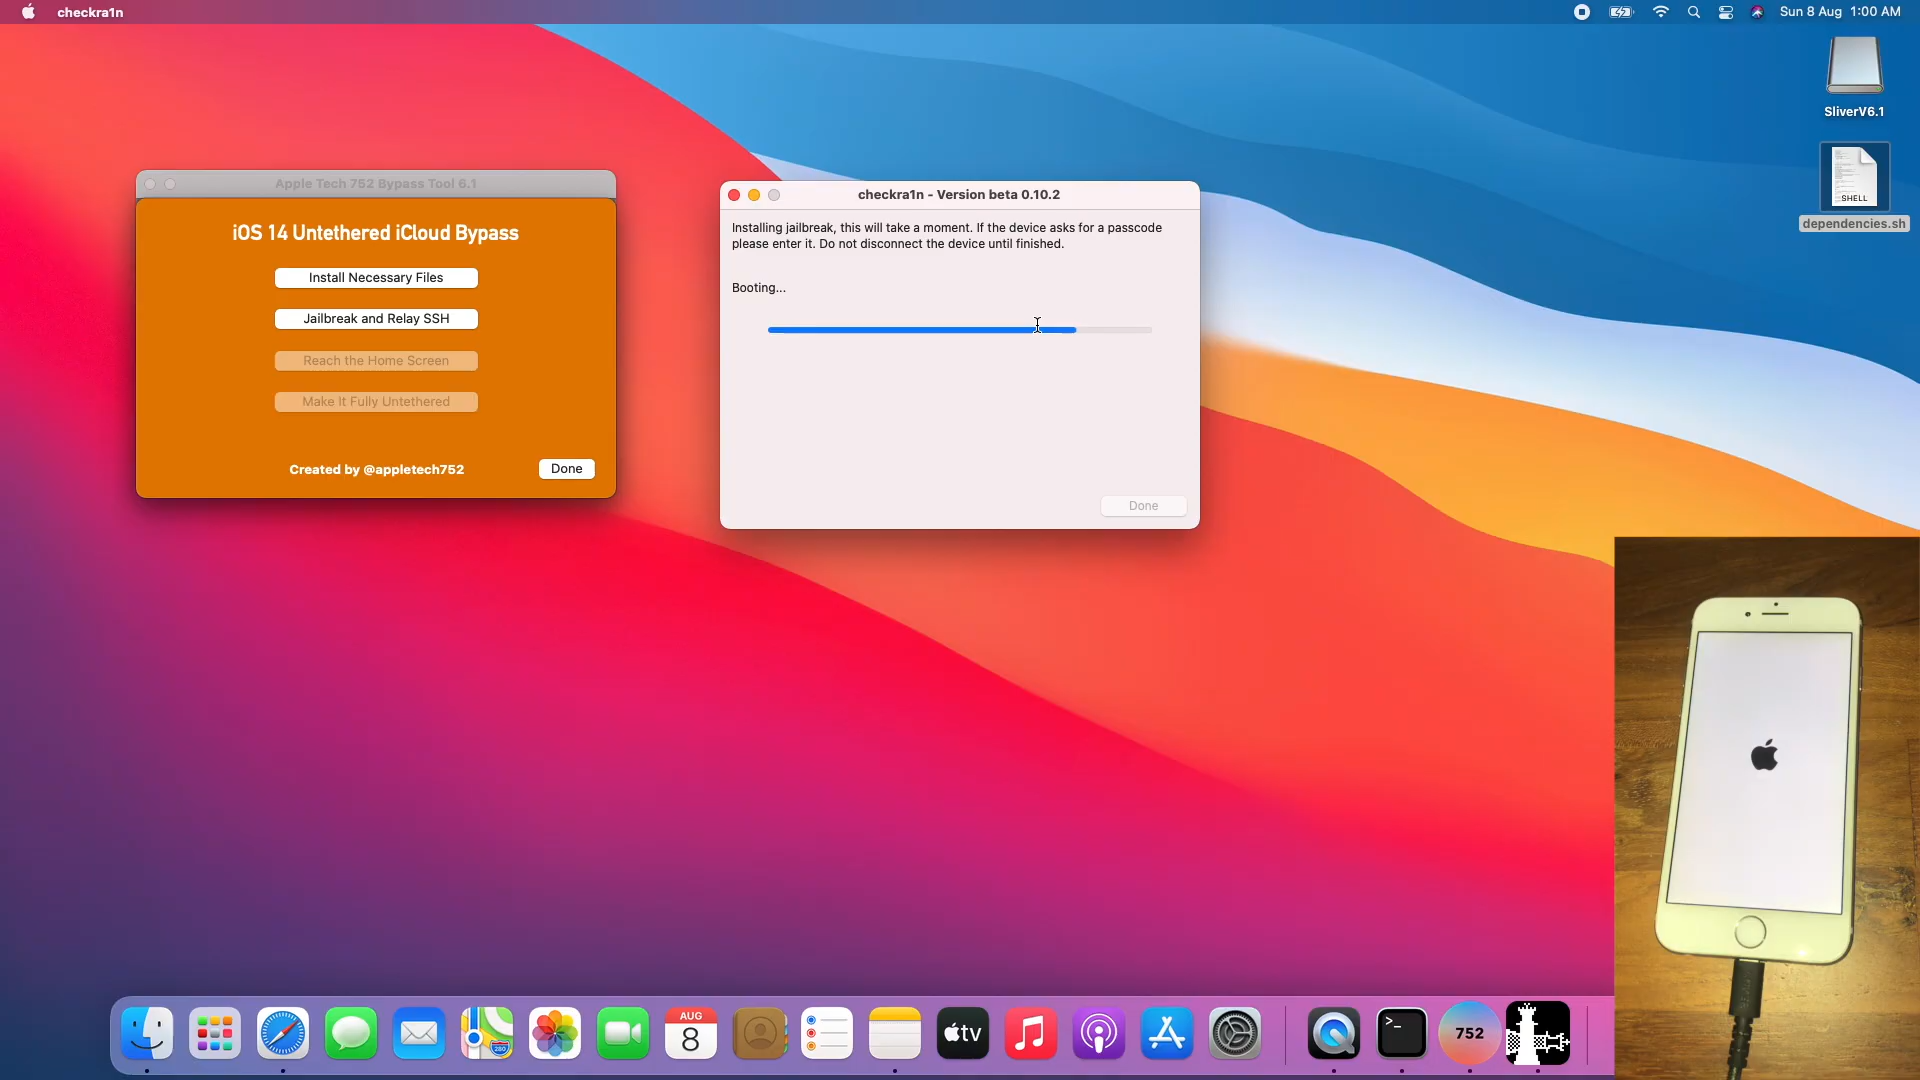 checkra1n
Sun 8 Aug 1:00 AM
SliverV6.1
SHELL
dependencies.sh
Apple Tech 752 Bypass Tool 6.1
iOS 14 Untethered iCloud Bypass
Install Necessary Files
Jailbreak and Relay SSH
Reach the Home Screen
Make It Fully Untethered
Created by @appletech752
Done
checkra1n - Version beta 0.10.2
Installing jailbreak, this will take a moment. If the device asks for a passcode
please enter it. Do not disconnect the device until finished.
Booting...
Done
280
AUG
8
tv
>_
752